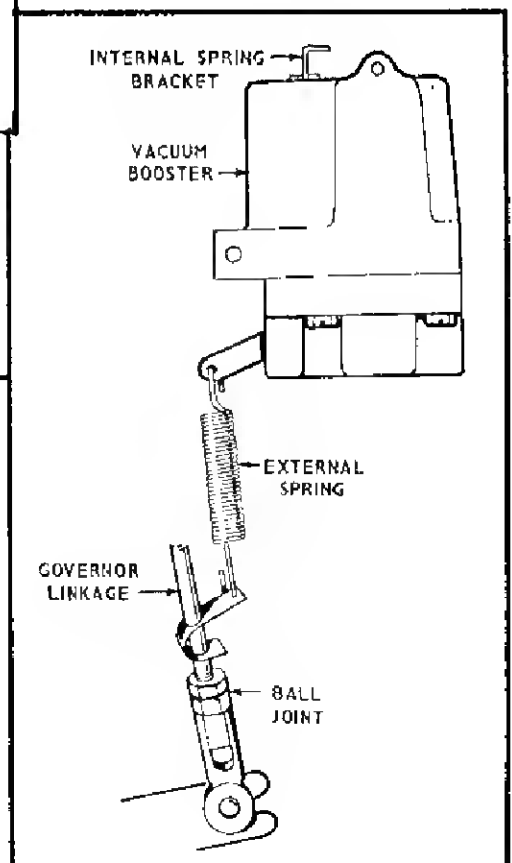 INTERNAL SPRING
BRACKET
VACUUM
BOOSTER
EXTERNAL
SPRING
GOVERNOR
LINKAGE
BALL
JOINT